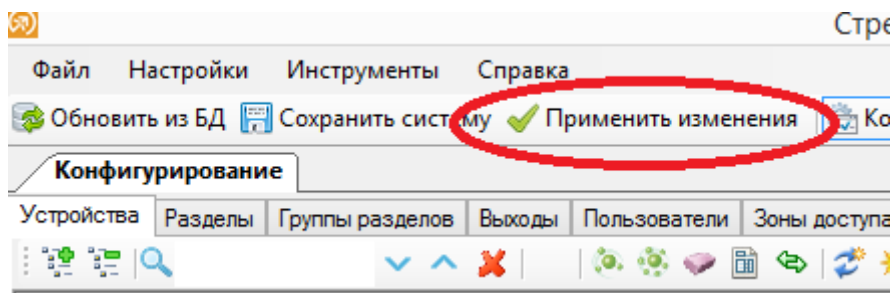 Стре
Файл Настройки Инструменты Справка
Обновить из БД Сохранить систему Применить изменения Ко
Конфигурирование
Устройства Разделы Группы разделов Выходы Пользователи Зоны доступа